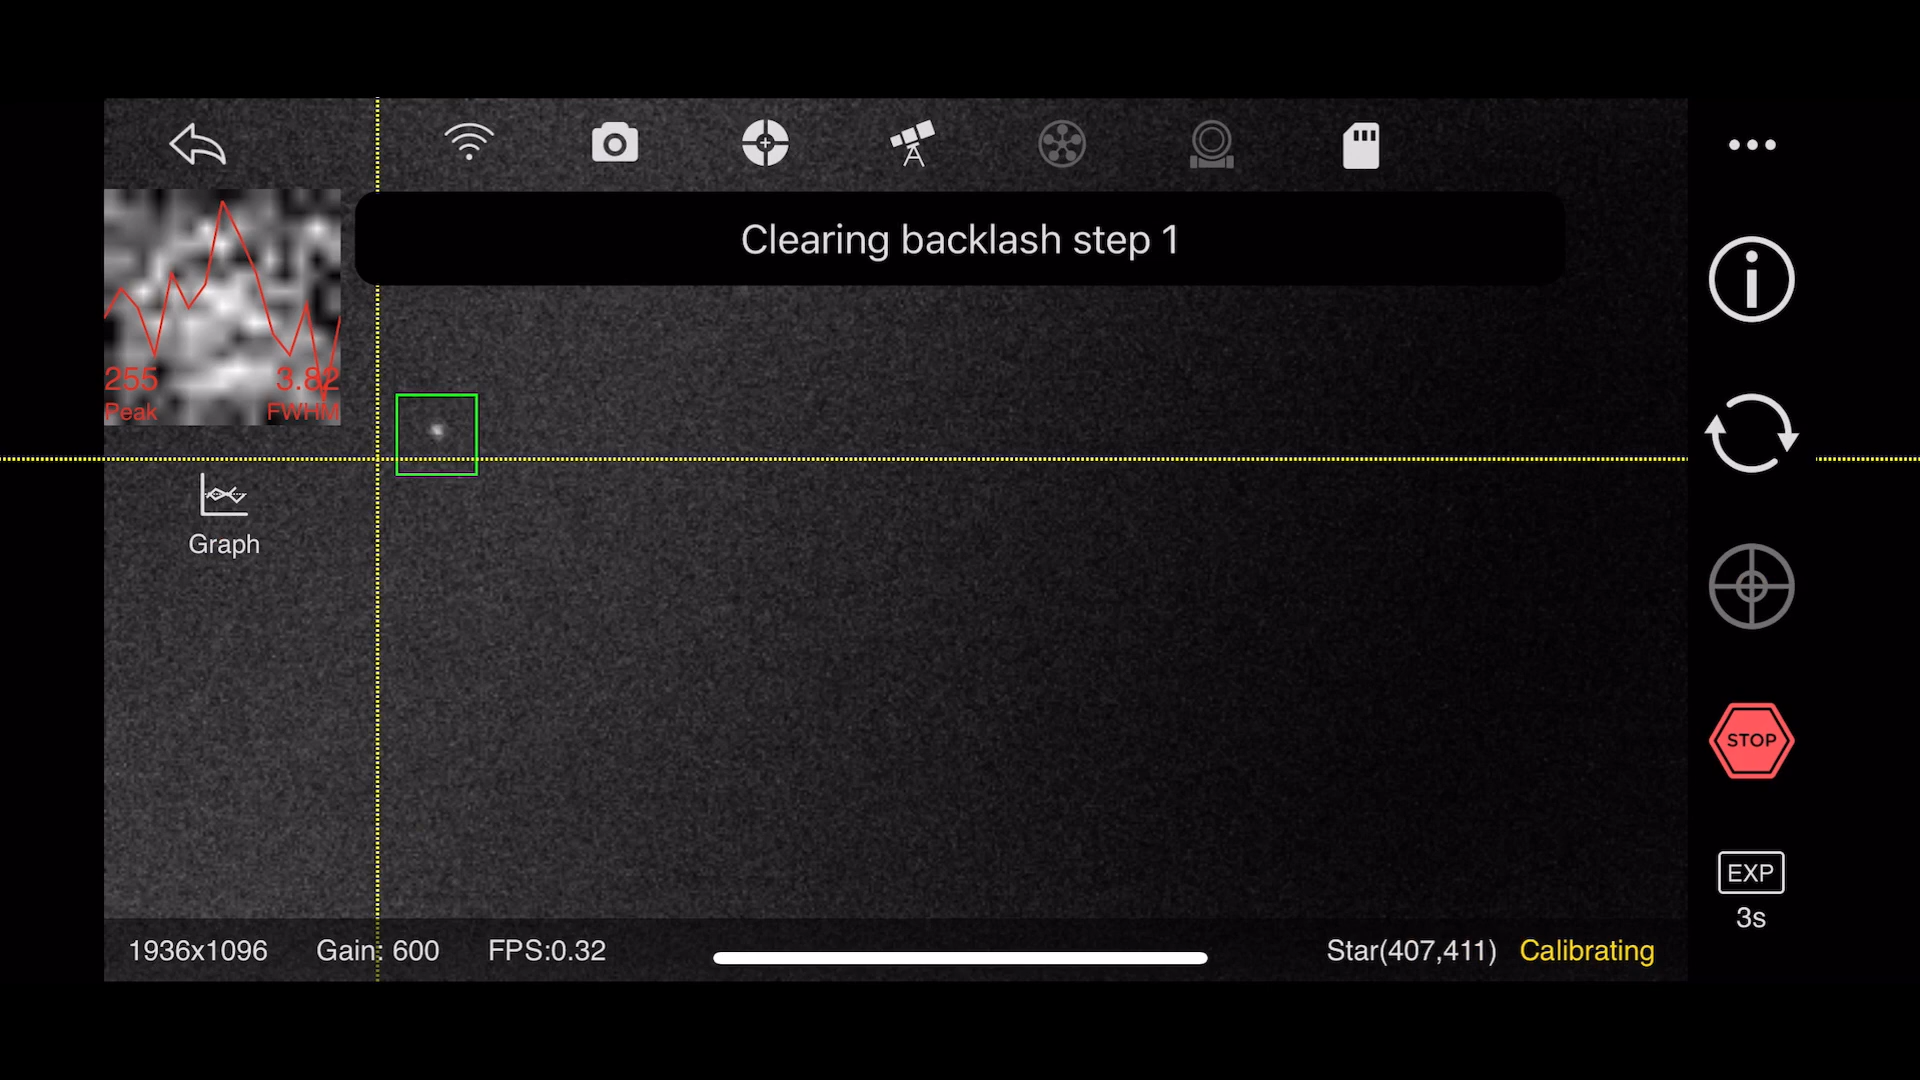 Clearing backlash step 1
255
3.82
Peak
FWHM
Graph
STOP
EXP
3s
1936x1096
Gain: 600
FPS:0.32
Star(407,411)
Calibrating